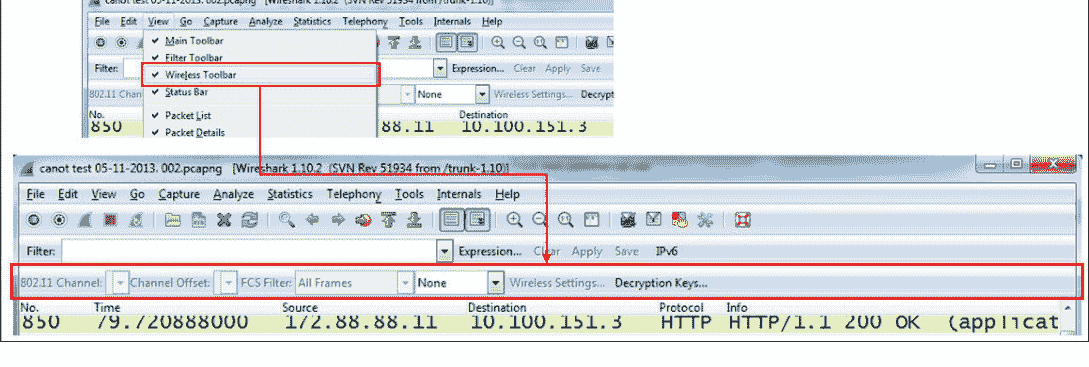 canot test 05-11-2013. 002.pcapng [Wireshark 1.10.2 (SVN Rev 51934 from /trunk-1.10)]
File Edit View Go Capture Analyze Statistics Telephony Tools Internals Help
Main Toolbar
Filter: Filter Toolbar Expression... Clear Apply Save
Wireless Toolbar
802.11 Chann Status Bar None Wireless Settings... Decryp
No. Packet List Destination
850 88.11 10.100.151.3
Packet Details
canot test 05-11-2013. 002.pcapng [Wireshark 1.10.2 (SVN Rev 51934 from /trunk-1.10)]
File Edit View Go Capture Analyze Statistics Telephony Tools Internals Help
Filter: Expression... Clear Apply Save IPv6
802.11 Channel: Channel Offset: FCS Filter: All Frames None Wireless Settings... Decryption Keys...
No. Time Source Destination Protocol Info
850 79.720888000 172.88.88.11 10.100.151.3 HTTP HTTP/1.1 200 OK (applicat